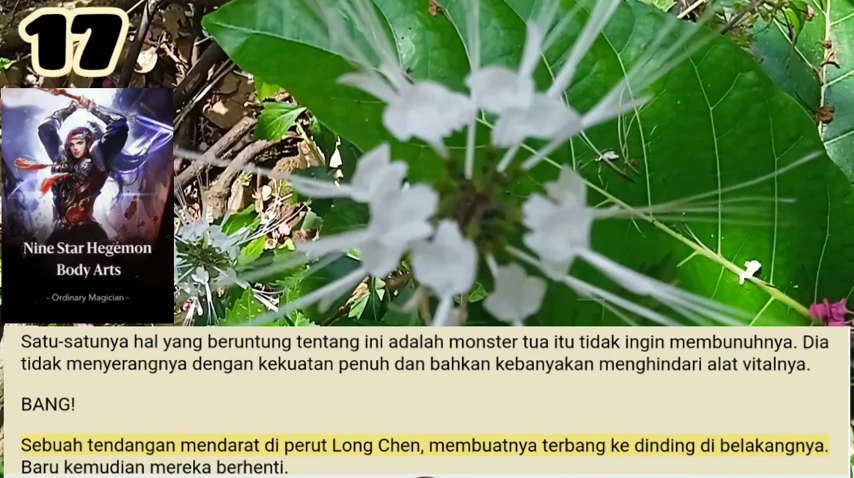 17
Nine Star Hegemon
Body Arts
- Ordinary Magician -
Satu-satunya hal yang beruntung tentang ini adalah monster tua itu tidak ingin membunuhnya. Dia
tidak menyerangnya dengan kekuatan penuh dan bahkan kebanyakan menghindari alat vitalnya.
BANG!
Sebuah tendangan mendarat di perut Long Chen, membuatnya terbang ke dinding di belakangnya.
Baru kemudian mereka berhenti.